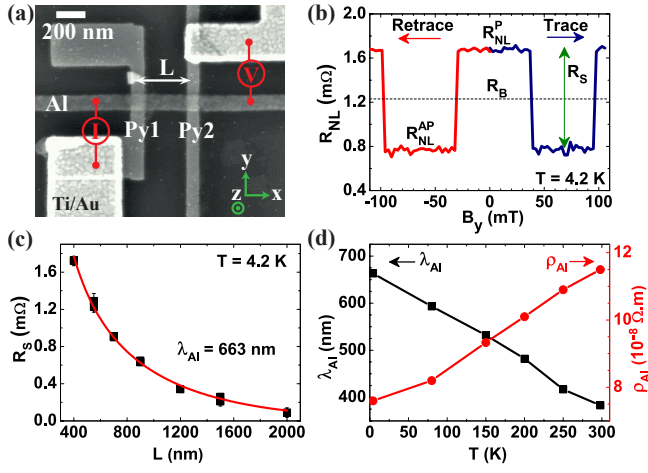 (a)
200 nm
L
V
Al
I
Py1
Py2
Ti/Au
y
z
x
(b)
Retrace
R_NL^P
Trace
R_S
R_B
R_NL^AP
T = 4.2 K
R_NL (mΩ)
1.6
1.2
0.8
-100
-50
0
50
100
B_y (mT)
(c)
T = 4.2 K
λ_Al = 663 nm
R_S (mΩ)
1.6
1.2
0.8
0.4
0.0
400
800
1200
1600
2000
L (nm)
(d)
λ_Al
ρ_Al
λ_Al (nm)
700
600
500
400
0
50
100
150
200
250
300
T (K)
12
10
8
ρ_Al (10⁻⁸ Ω.m)